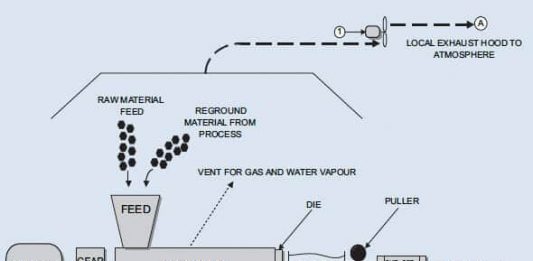 1
A
LOCAL EXHAUST HOOD TO
ATMOSPHERE
RAW MATERIAL
FEED
REGROUND
MATERIAL FROM
PROCESS
VENT FOR GAS AND WATER VAPOUR
FEED
DIE
PULLER
GEAR